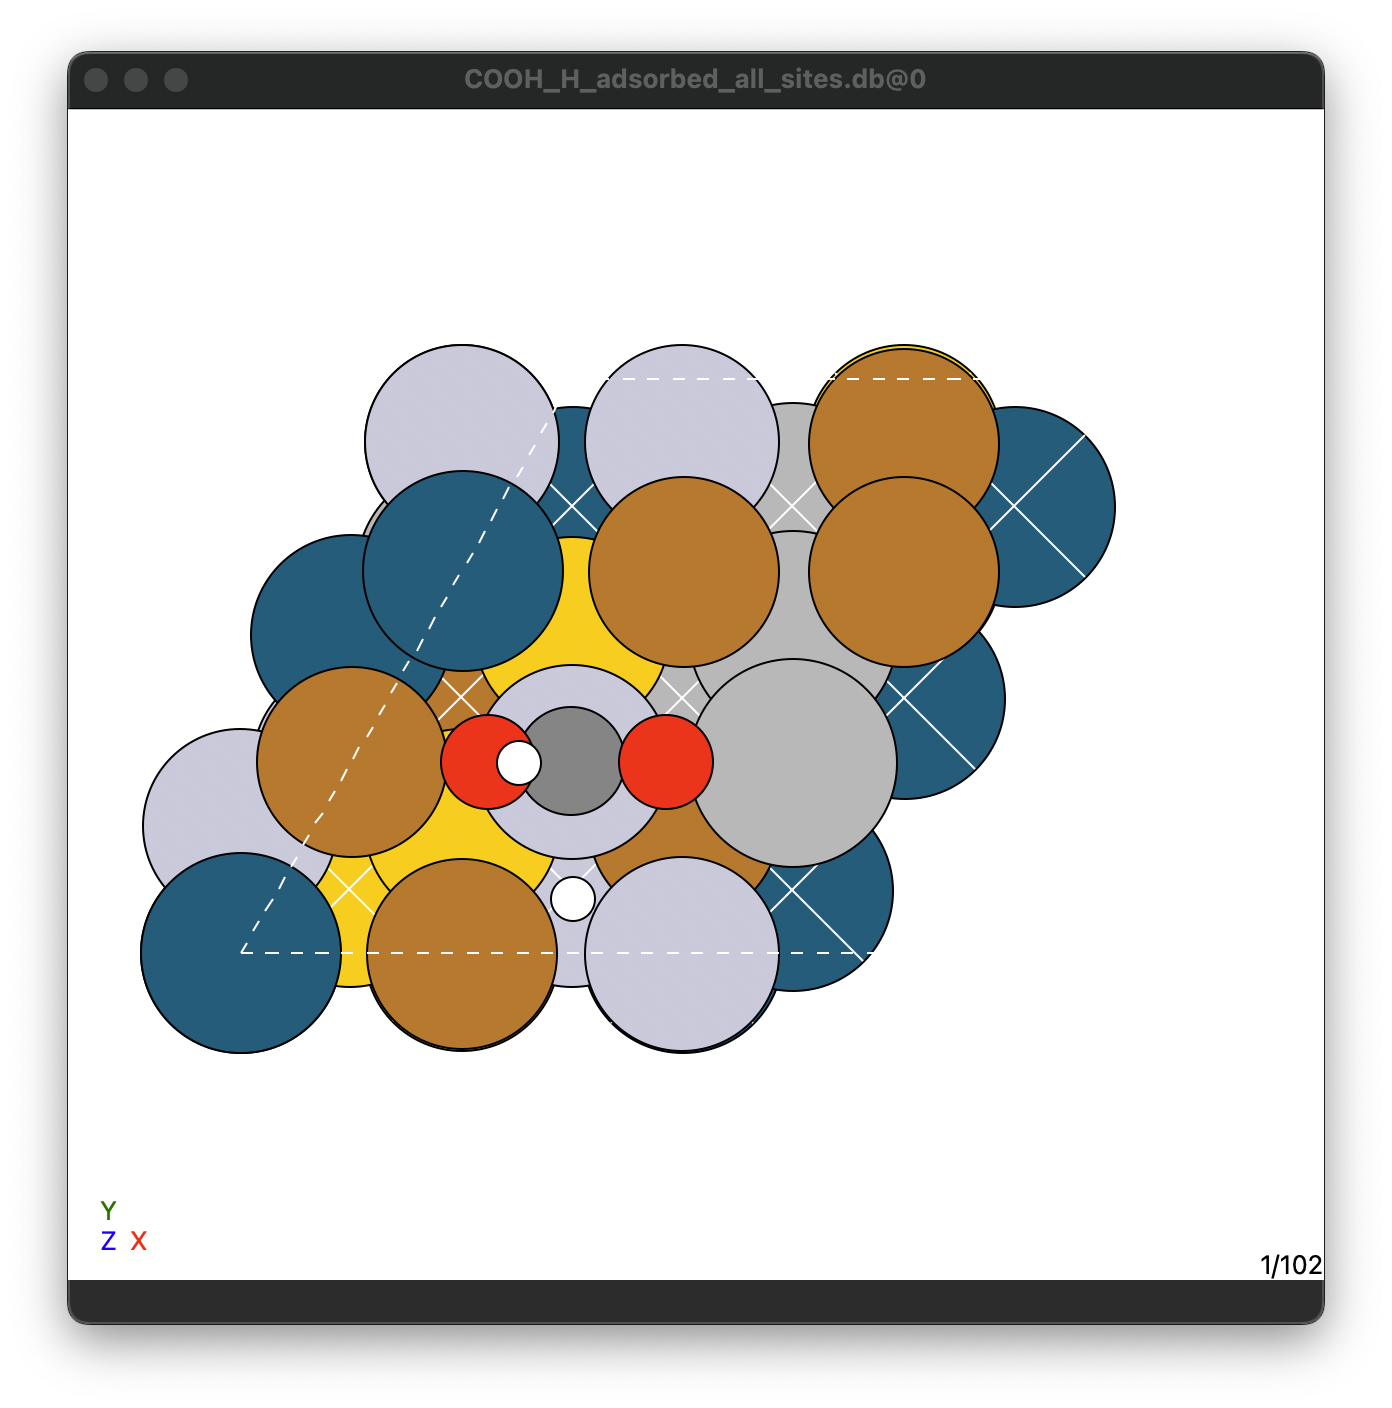 COOH_H_adsorbed_all_sites.db@0
Y
Z X
1/102